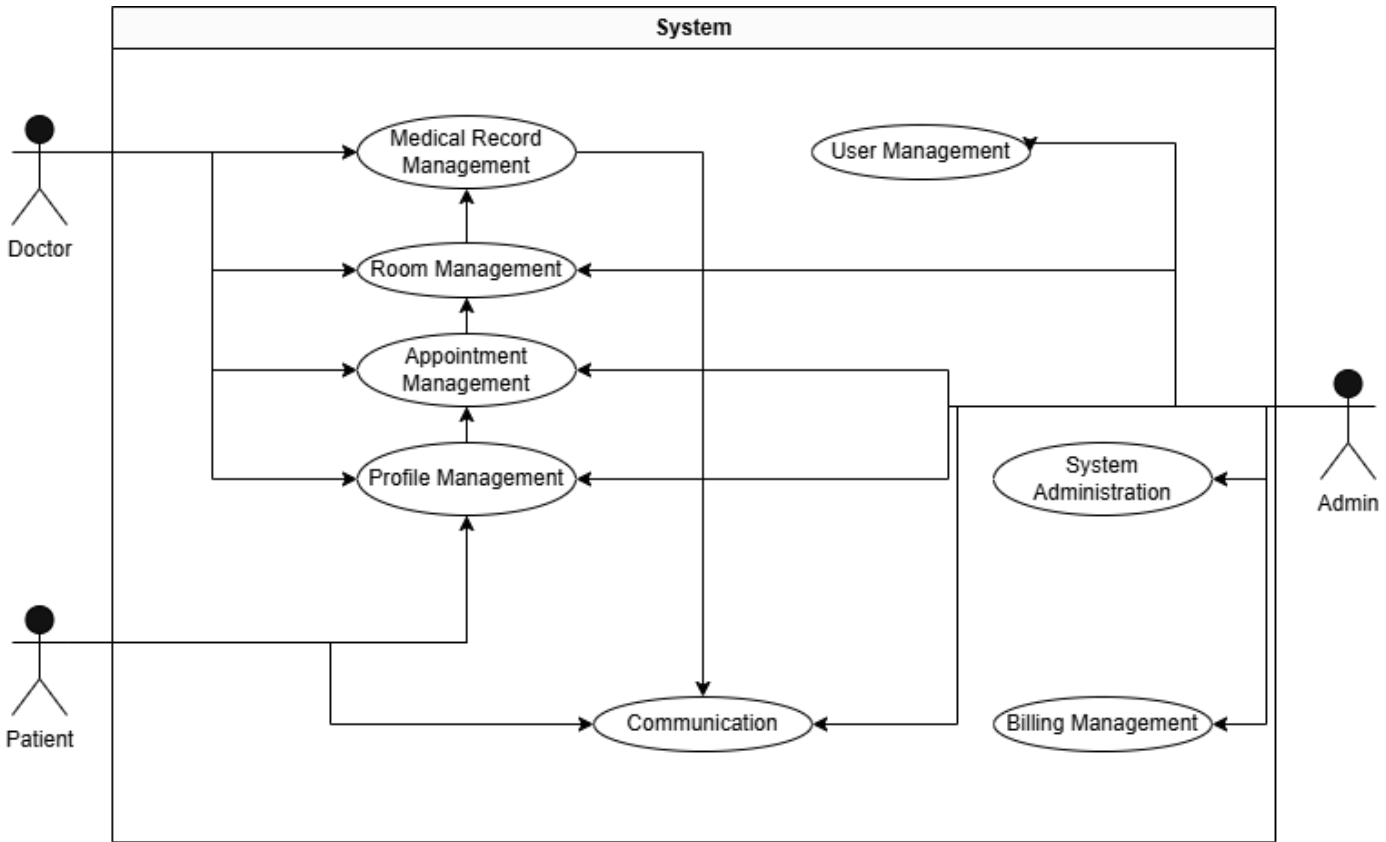 System
Medical Record
Management
User Management
Doctor
Room Management
Appointment
Management
Profile Management
System
Administration
Admin
Patient
Communication
Billing Management